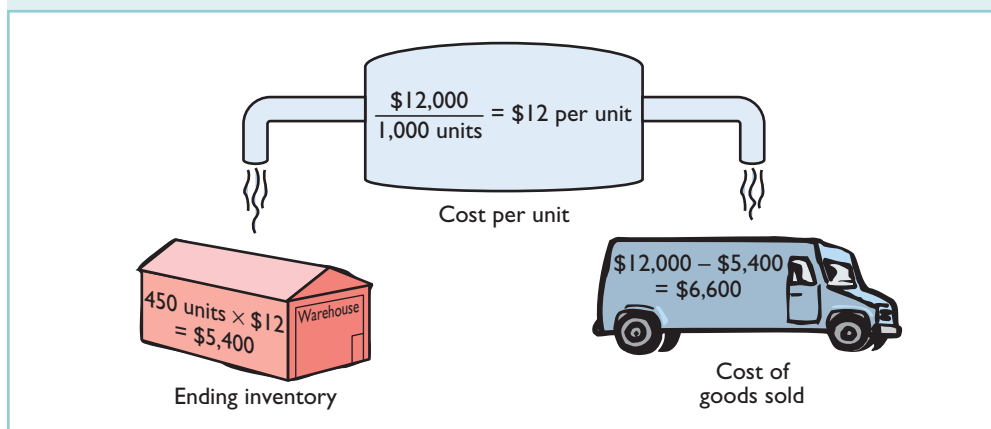 $12,000
1,000 units
= $12 per unit
Cost per unit
450 units × $12
= $5,400
Warehouse
Ending inventory
$12,000 – $5,400
= $6,600
Cost of
goods sold